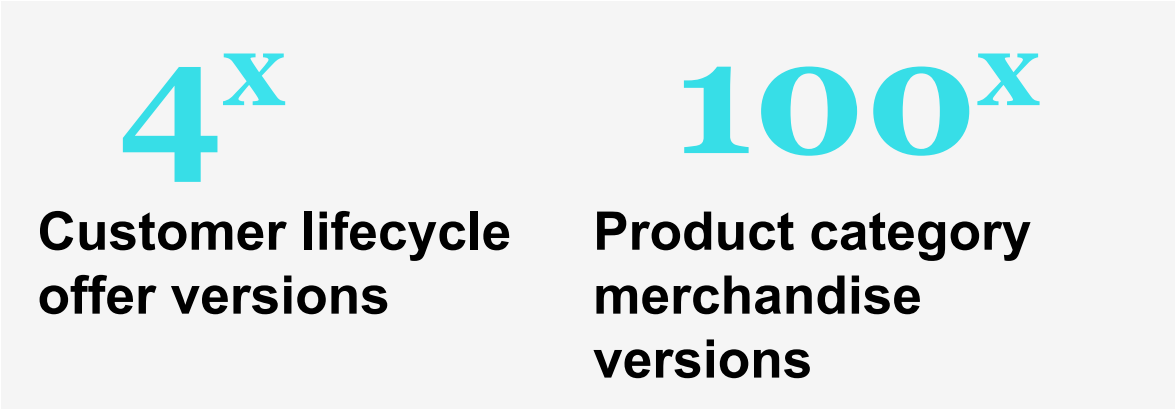 4x
Customer lifecycle
offer versions
100x
Product category
merchandise
versions